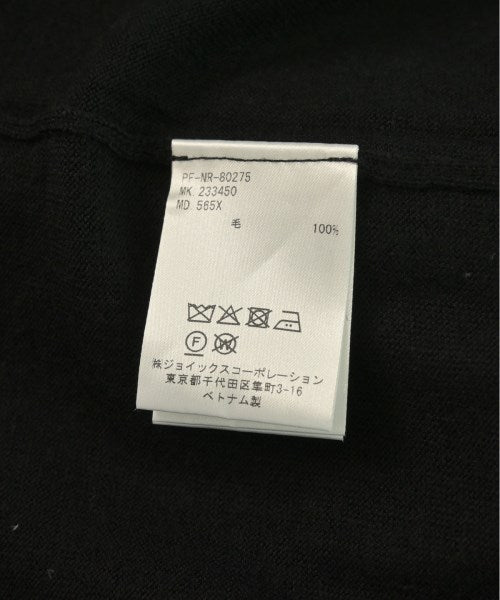 PF-NR-80275
MK. 233450
MD. 565X
毛 100%
F W
㈱ジョイックスコーポレーション
東京都千代田区隼町3-16
ベトナム製